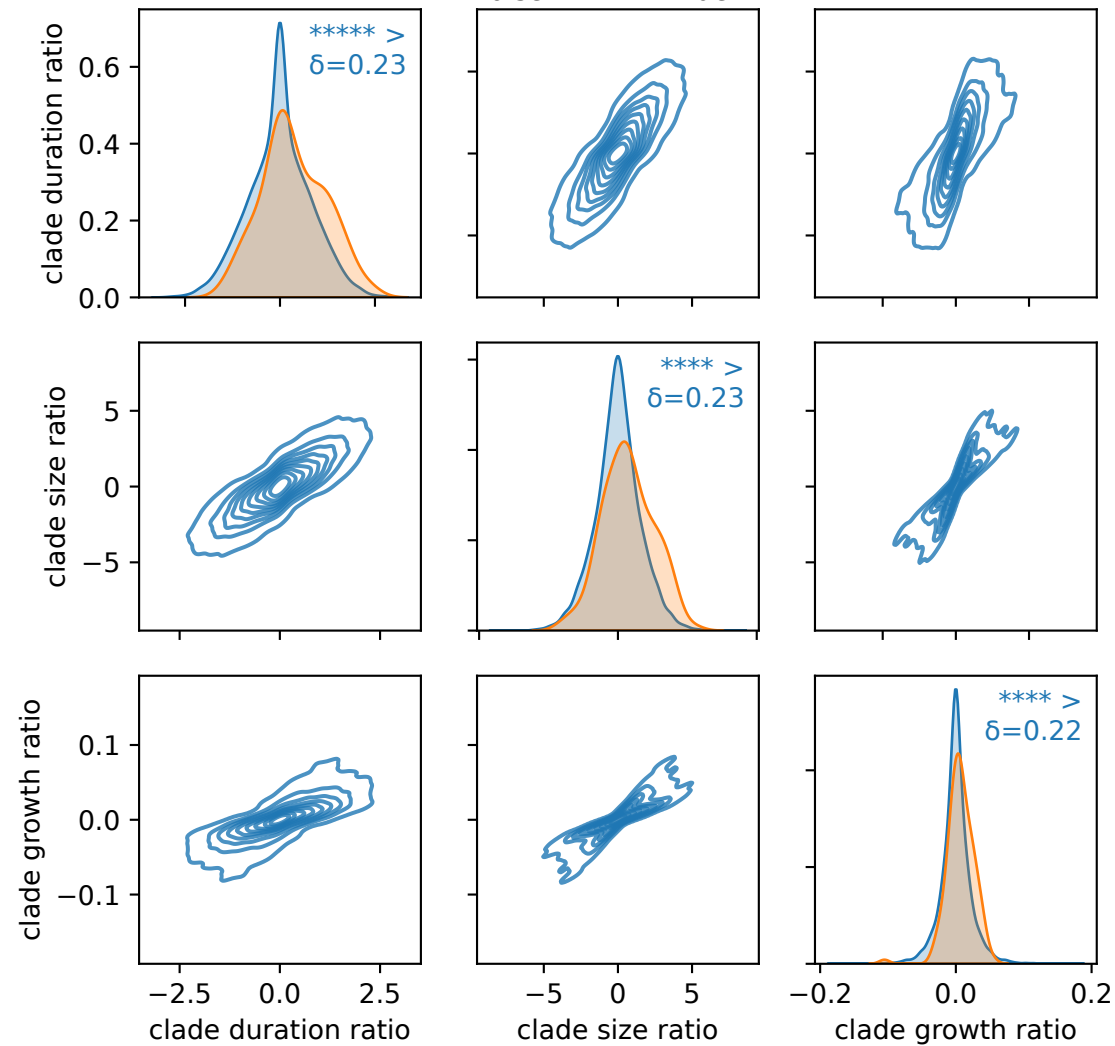 clade duration ratio
0.6
0.4
0.2
0.0
***** >
δ=0.23
clade size ratio
5
0
−5
**** >
δ=0.23
clade growth ratio
0.1
0.0
−0.1
**** >
δ=0.22
−2.5 0.0 2.5
−5 0 5
−0.2 0.0 0.2
clade duration ratio
clade size ratio
clade growth ratio